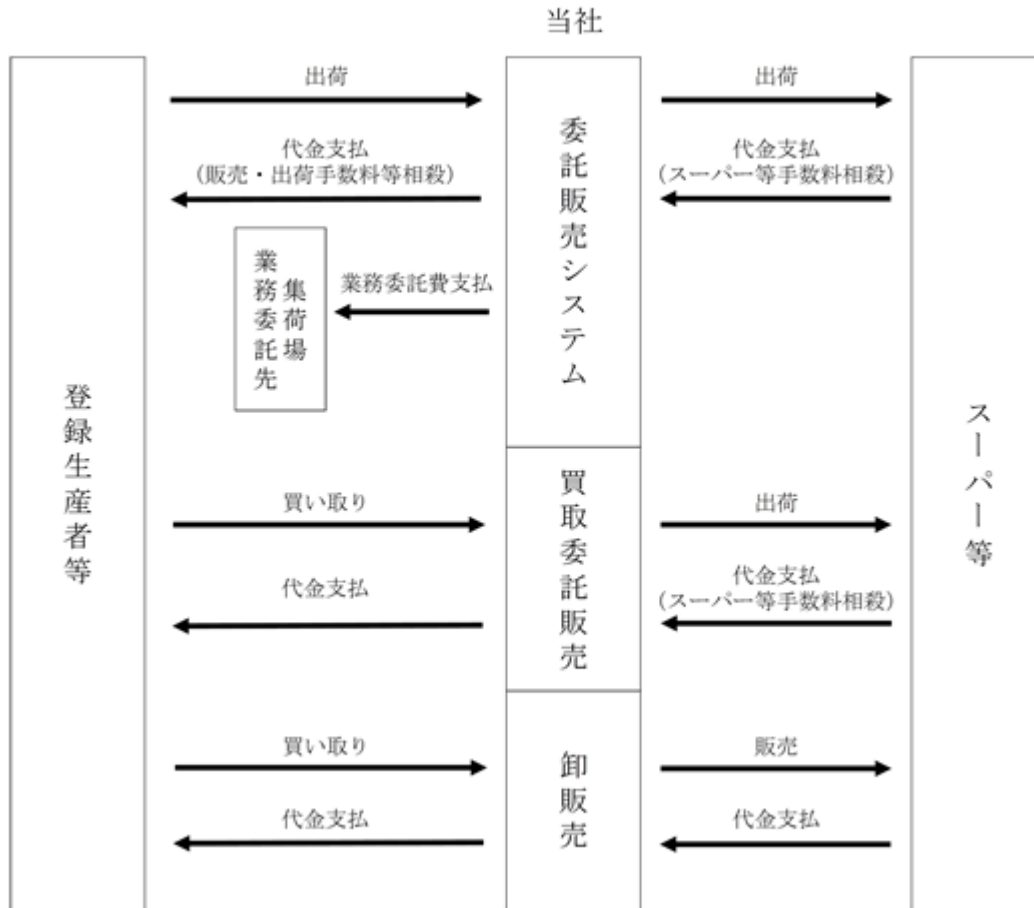 当社
登録生産者等
出荷
代金支払
(販売・出荷手数料等相殺)
集荷場
業務委託先
業務委託費支払
委託販売システム
出荷
代金支払
(スーパー等手数料相殺)
買い取り
代金支払
買取委託販売
出荷
代金支払
(スーパー等手数料相殺)
買い取り
代金支払
卸販売
販売
代金支払
スーパー等